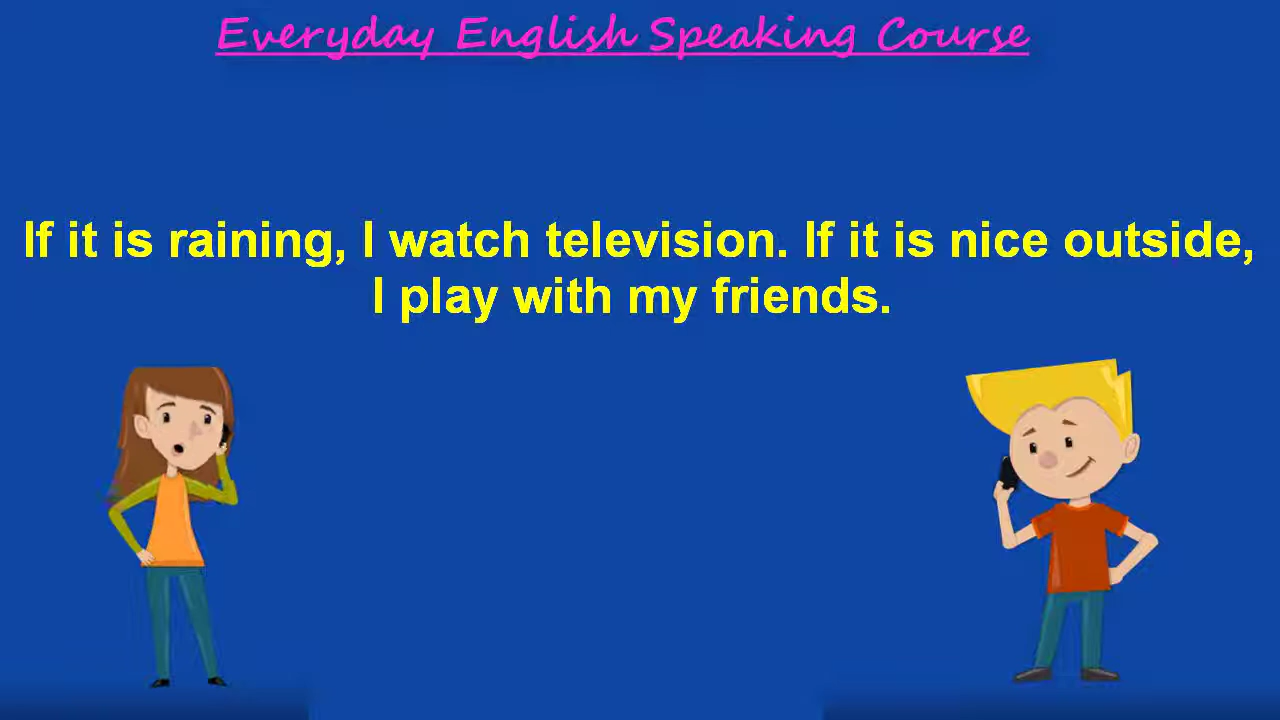 Everyday English Speaking Course
If it is raining, I watch television. If it is nice outside,
I play with my friends.